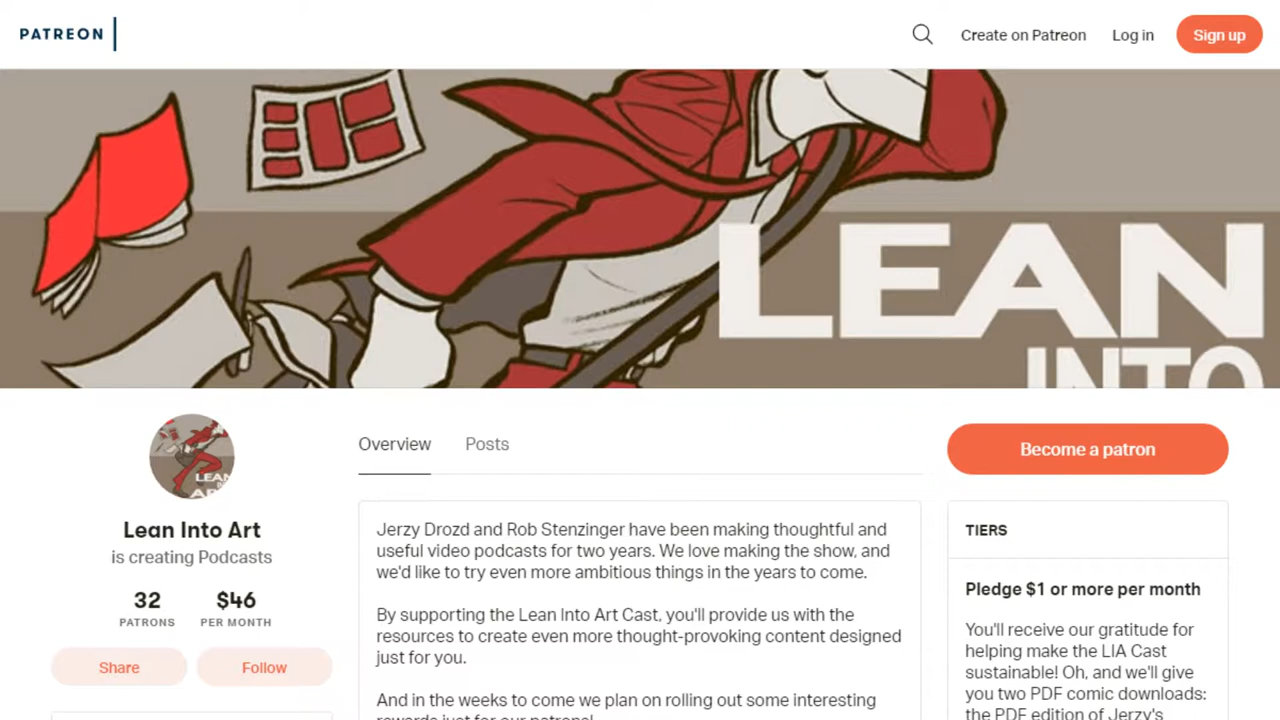 PATREON
Create on Patreon
Log in
Sign up
LEAN
INTO
LEAN
Lean Into Art
is creating Podcasts
32
PATRONS
$46
PER MONTH
Share
Follow
Overview
Posts
Jerzy Drozd and Rob Stenzinger have been making thoughtful and
useful video podcasts for two years. We love making the show, and
we'd like to try even more ambitious things in the years to come.
By supporting the Lean Into Art Cast, you'll provide us with the
resources to create even more thought-provoking content designed
just for you.
And in the weeks to come we plan on rolling out some interesting
rewards just for our patrons!
Become a patron
TIERS
Pledge $1 or more per month
You'll receive our gratitude for
helping make the LIA Cast
sustainable! Oh, and we'll give
you two PDF comic downloads:
the PDF edition of Jerzy's